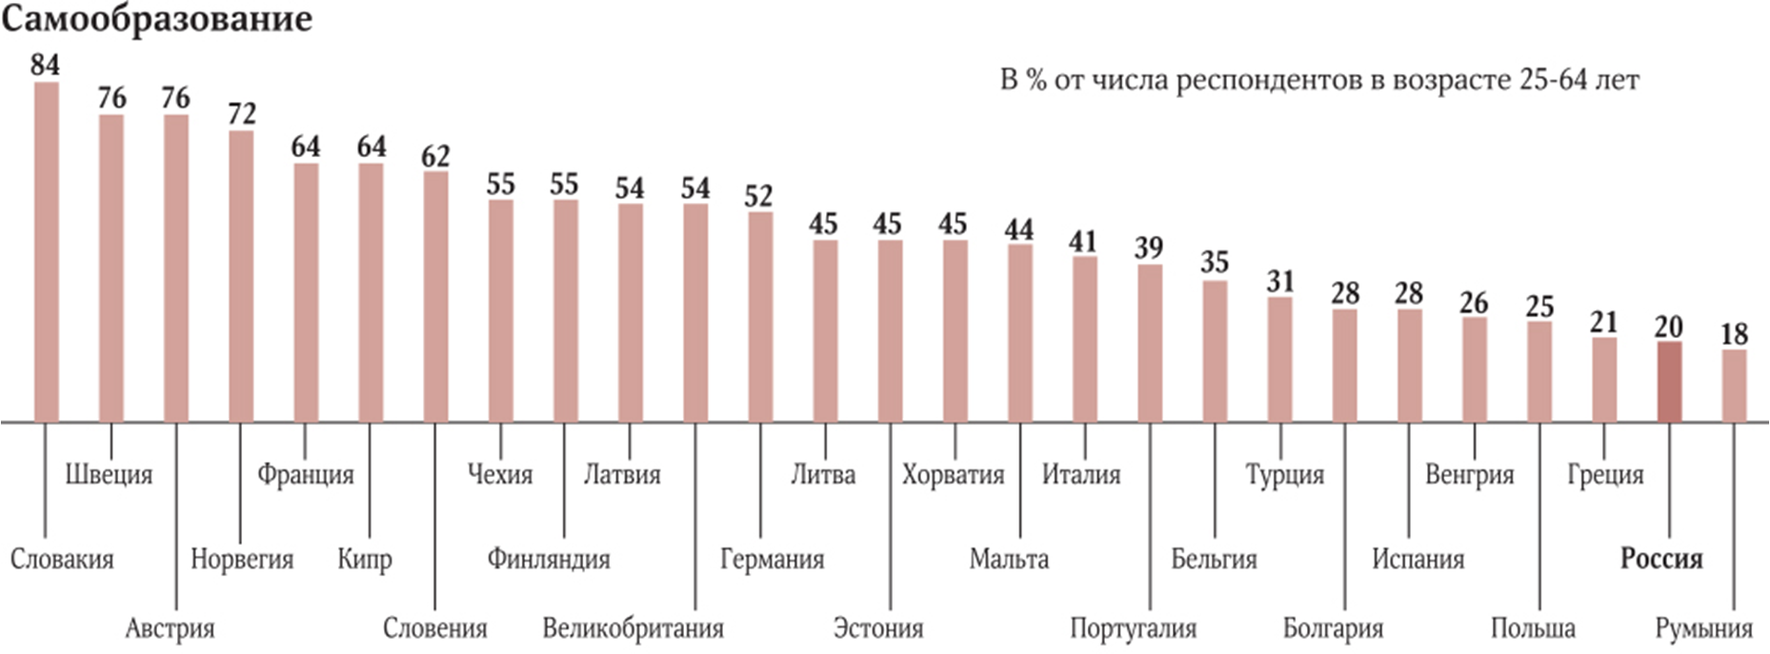 Самообразование
В % от числа респондентов в возрасте 25-64 лет
84
76
76
72
64
64
62
55
55
54
54
52
45
45
45
44
41
39
35
31
28
28
26
25
21
20
18
Швеция
Франция
Чехия
Латвия
Литва
Хорватия
Италия
Турция
Венгрия
Греция
Словакия
Норвегия
Кипр
Финляндия
Германия
Мальта
Бельгия
Испания
Россия
Австрия
Словения
Великобритания
Эстония
Португалия
Болгария
Польша
Румыния